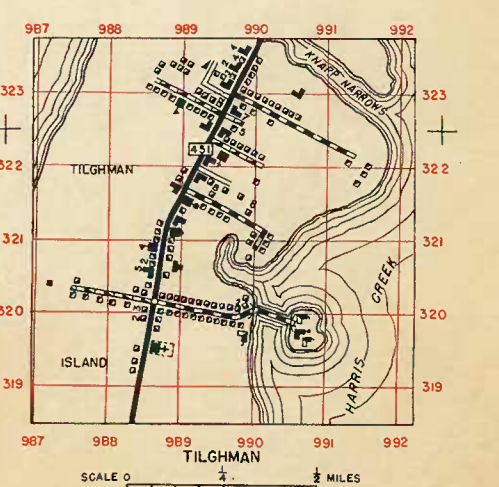 987 988 989 990 991 992
323 323
KNAPP NARROWS
451
322 322
TILGHMAN
321 321
CREEK
320 320
HARRIS
ISLAND
319 319
987 988 989 990 991 992
TILGHMAN
SCALE 0 ¼ ½ MILES